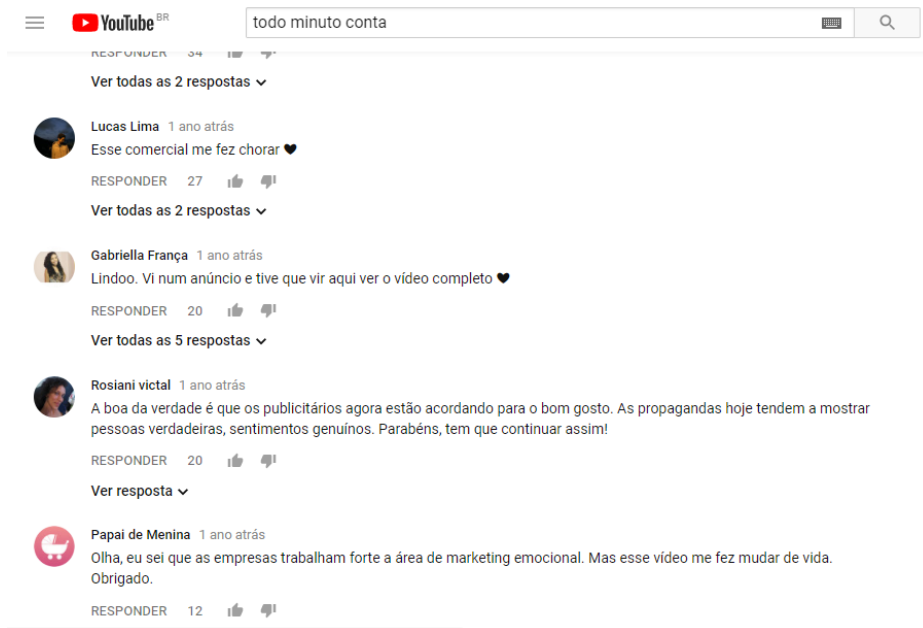 YouTube BR
todo minuto conta
RESPONDER 34
Ver todas as 2 respostas
Lucas Lima 1 ano atrás
Esse comercial me fez chorar
RESPONDER 27
Ver todas as 2 respostas
Gabriella França 1 ano atrás
Lindoo. Vi num anúncio e tive que vir aqui ver o vídeo completo
RESPONDER 20
Ver todas as 5 respostas
Rosiani victal 1 ano atrás
A boa da verdade é que os publicitários agora estão acordando para o bom gosto. As propagandas hoje tendem a mostrar
pessoas verdadeiras, sentimentos genuínos. Parabéns, tem que continuar assim!
RESPONDER 20
Ver resposta
Papai de Menina 1 ano atrás
Olha, eu sei que as empresas trabalham forte a área de marketing emocional. Mas esse vídeo me fez mudar de vida.
Obrigado.
RESPONDER 12